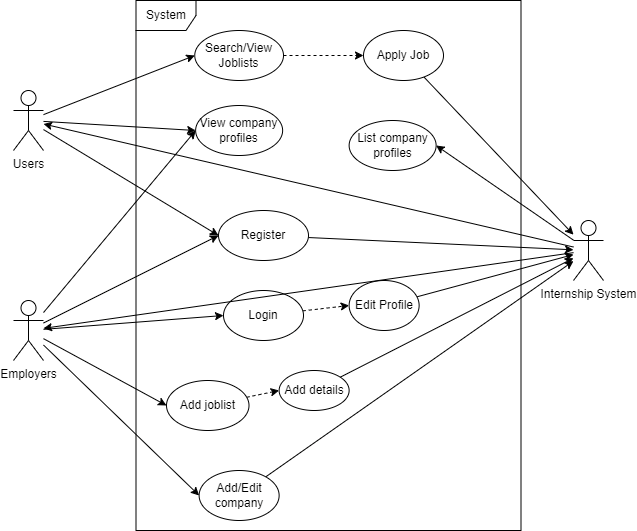 System
Search/View
Joblists
Apply Job
View company
profiles
List company
profiles
Users
Register
Internship System
Login
Edit Profile
Employers
Add joblist
Add details
Add/Edit
company